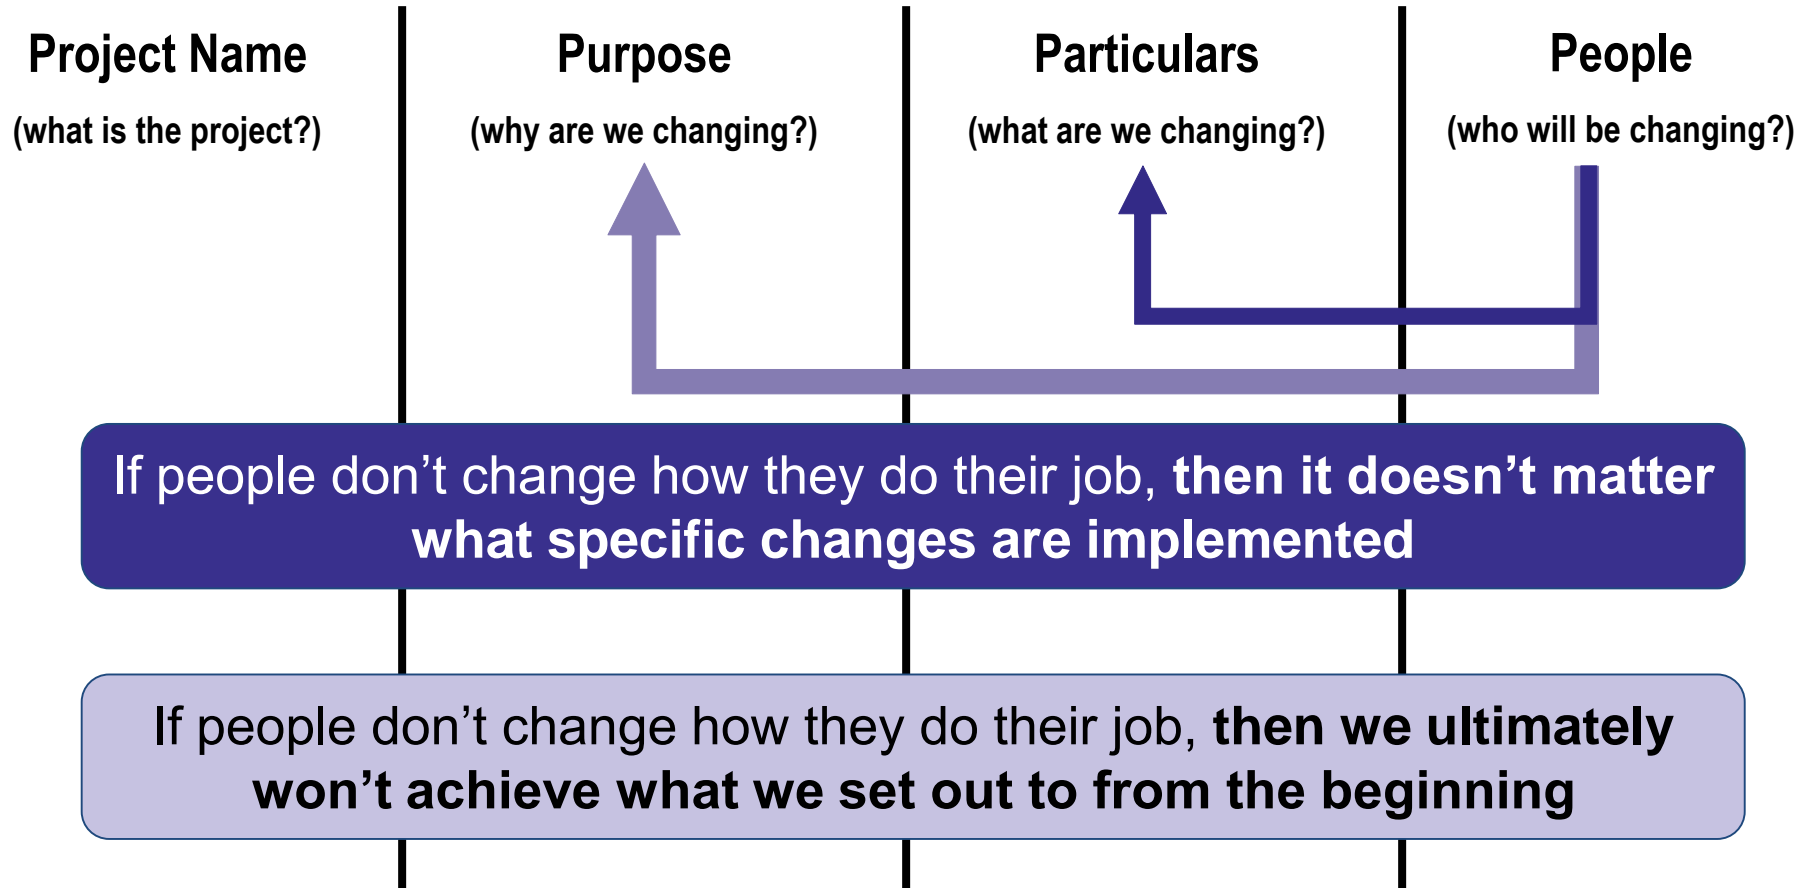 Project Name
(what is the project?)
Purpose
(why are we changing?)
Particulars
(what are we changing?)
People
(who will be changing?)
If people don’t change how they do their job, then it doesn’t matter
what specific changes are implemented
If people don’t change how they do their job, then we ultimately
won’t achieve what we set out to from the beginning